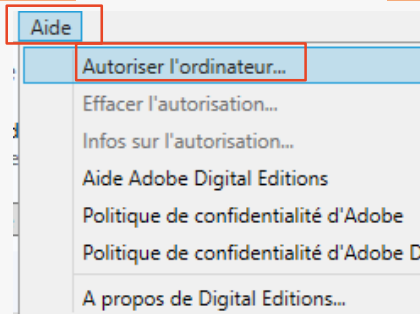 Aide
Autoriser l'ordinateur...
Effacer l'autorisation...
Infos sur l'autorisation...
Aide Adobe Digital Editions
Politique de confidentialité d'Adobe
Politique de confidentialité d'Adobe D
A propos de Digital Editions...